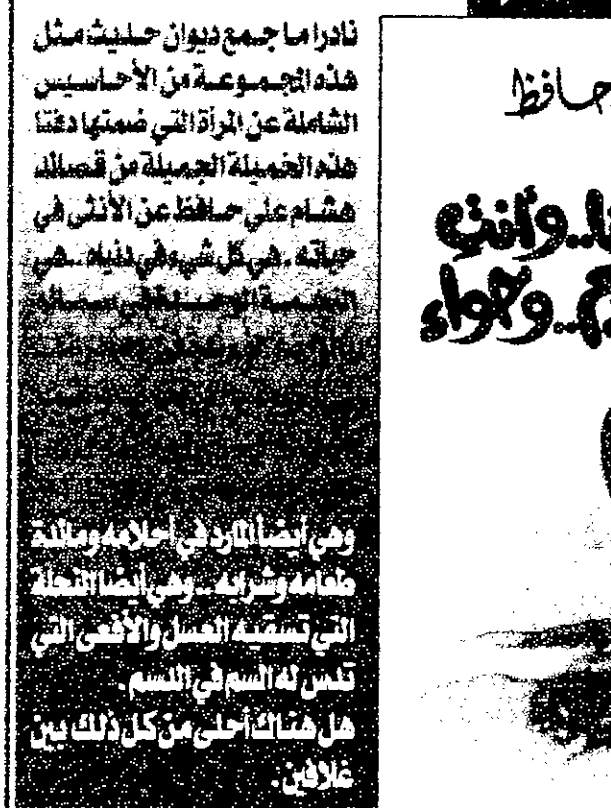 نادرا ما جمع ديوان حديث مثل
هذه المجموعة من الأحاسيس
الشاملة عن المرأة التي ضمتها دفتا
هذه الخميلة الجميلة من قصائد
هشام علي حافظ عن الأنثى في
حياته .. هي كل شيء في دنياه .. هي
وهي أيضا المارد في أحلامه ومائدة
طعامه وشرابه .. وهي أيضا النحلة
التي تسقيه العسل والأفعى التي
تدس له السم في الدسم .
هل هناك أحلى من كل ذلك بين
غلافين .
حافظ
وأنتِ
..وحواء